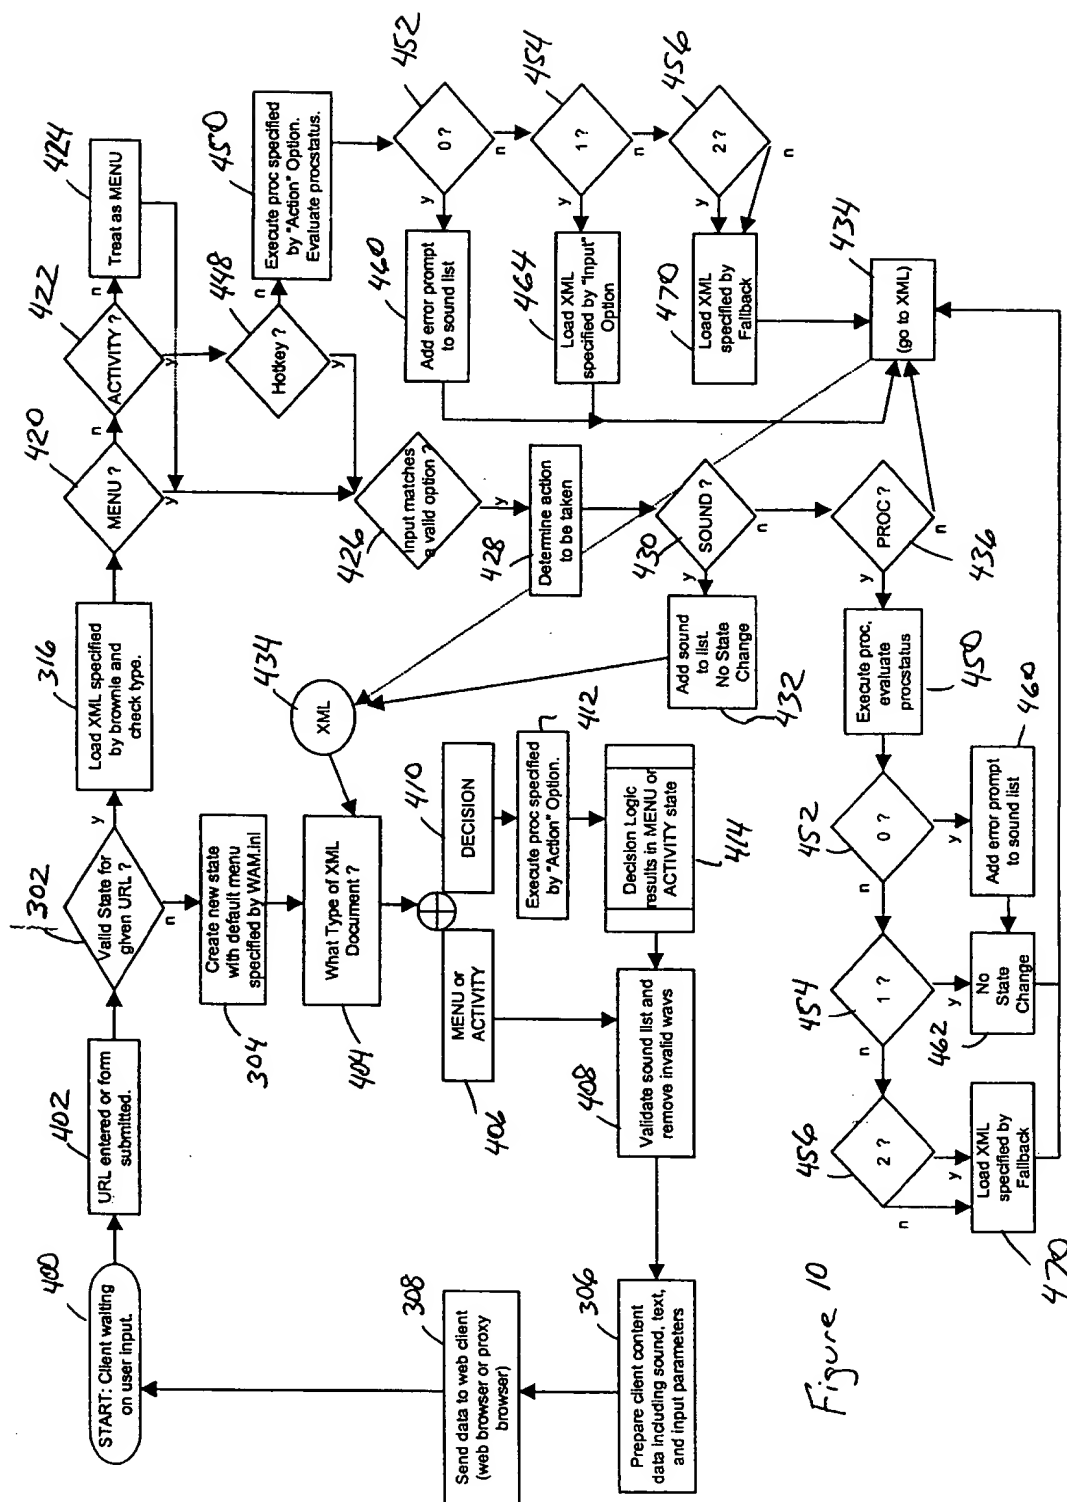 400
START: Client waiting
on user input.
402
URL entered or form
submitted.
302
Valid State for
given URL ?
y
n
316
Load XML specified
by brownie and
check type.
420
MENU ?
n
y
422
ACTIVITY ?
n
y
424
Treat as MENU
448
Hotkey ?
n
y
450
Execute proc specified
by "Action" Option.
Evaluate procstatus.
452
0 ?
y
n
454
1 ?
y
n
456
2 ?
y
n
460
Add error prompt
to sound list
464
Load XML
specified by "Input"
Option
470
Load XML
specified by
Fallback
434
(go to XML)
304
Create new state
with default menu
specified by WAM.ini
426
Input matches
a valid option ?
y
428
Determine action
to be taken
430
SOUND ?
y
n
432
Add sound
to list.
No State
Change
436
PROC ?
y
n
434
XML
404
What Type of XML
Document ?
406
MENU or
ACTIVITY
410
DECISION
412
Execute proc specified
by "Action" Option.
414
Decision Logic
results in MENU or
ACTIVITY state
408
Validate sound list and
remove invalid wavs
306
Prepare client content
data including sound, text,
and input parameters
308
Send data to web client
(web browser or proxy
browser)
450
Execute proc,
evaluate
procstatus
452
0 ?
y
n
460
Add error prompt
to sound list
454
1 ?
y
n
462
No
State
Change
456
2 ?
y
n
470
Load XML
specified by
Fallback
Figure 10